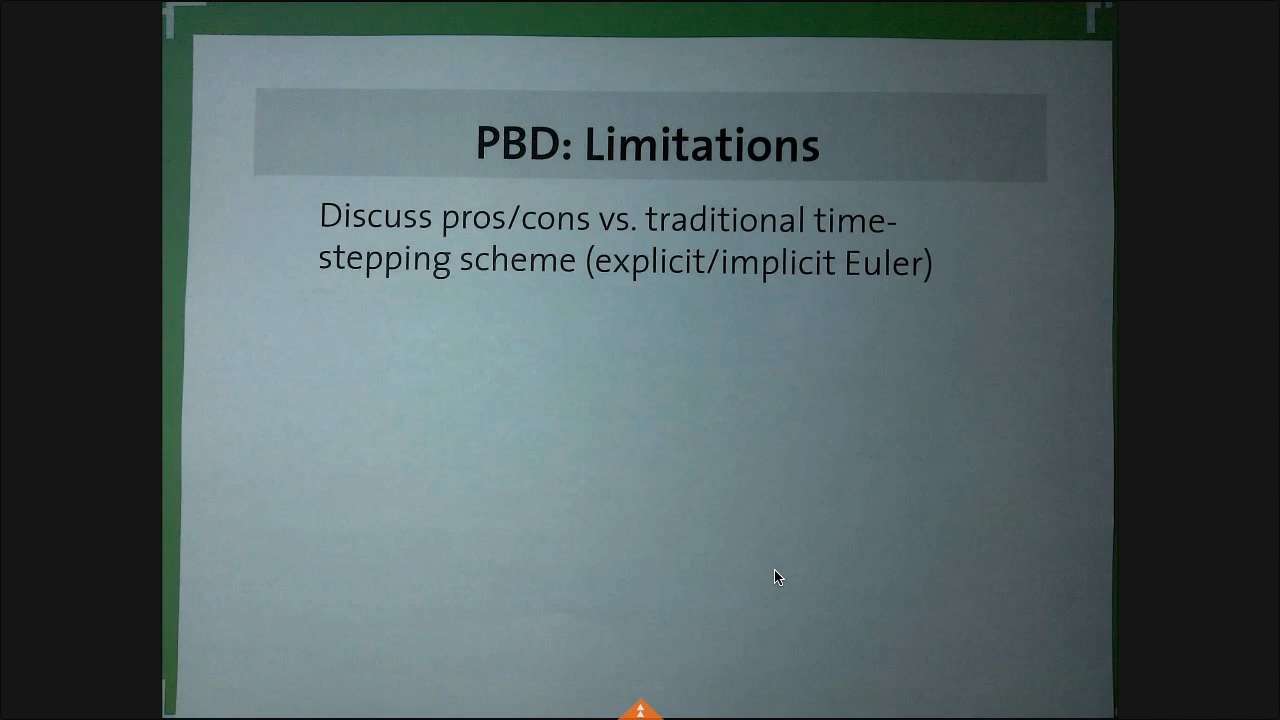 PBD: Limitations
Discuss pros/cons vs. traditional time-
stepping scheme (explicit/implicit Euler)